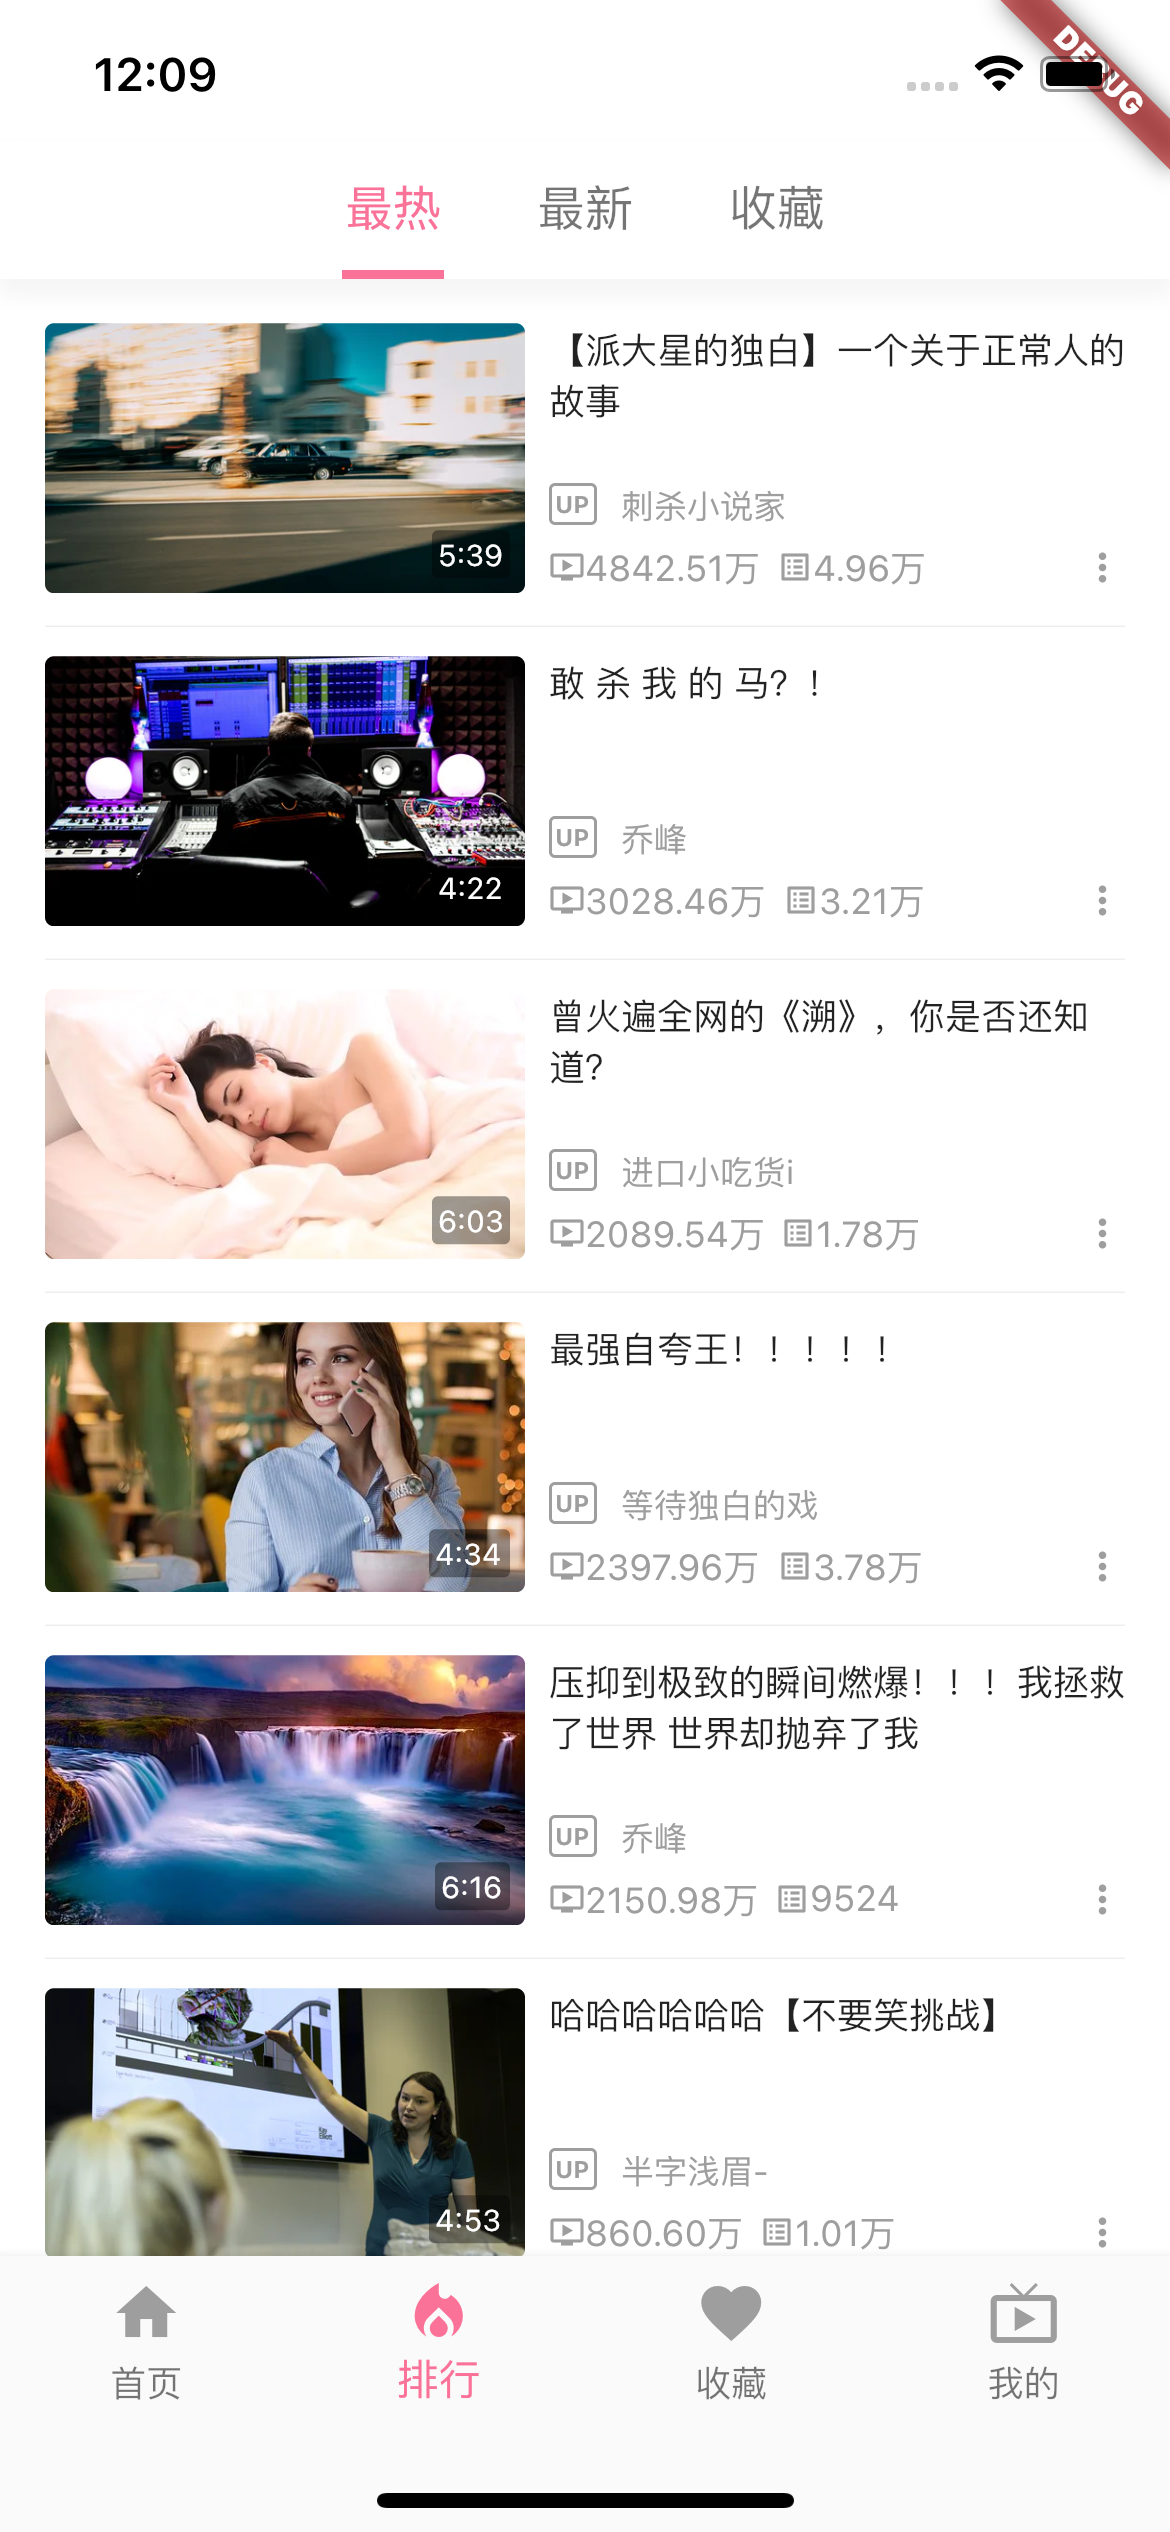 12:09
DEBUG
最热 最新 收藏
【派大星的独白】一个关于正常人的
故事
5:39
UP 刺杀小说家
4842.51万 4.96万
敢 杀 我 的 马?！
4:22
UP 乔峰
3028.46万 3.21万
曾火遍全网的《溯》，你是否还知
道?
6:03
UP 进口小吃货i
2089.54万 1.78万
最强自夸王！！！！！
4:34
UP 等待独白的戏
2397.96万 3.78万
压抑到极致的瞬间燃爆！！！我拯救
了世界 世界却抛弃了我
6:16
UP 乔峰
2150.98万 9524
哈哈哈哈哈哈【不要笑挑战】
4:53
UP 半字浅眉-
860.60万 1.01万
首页 排行 收藏 我的